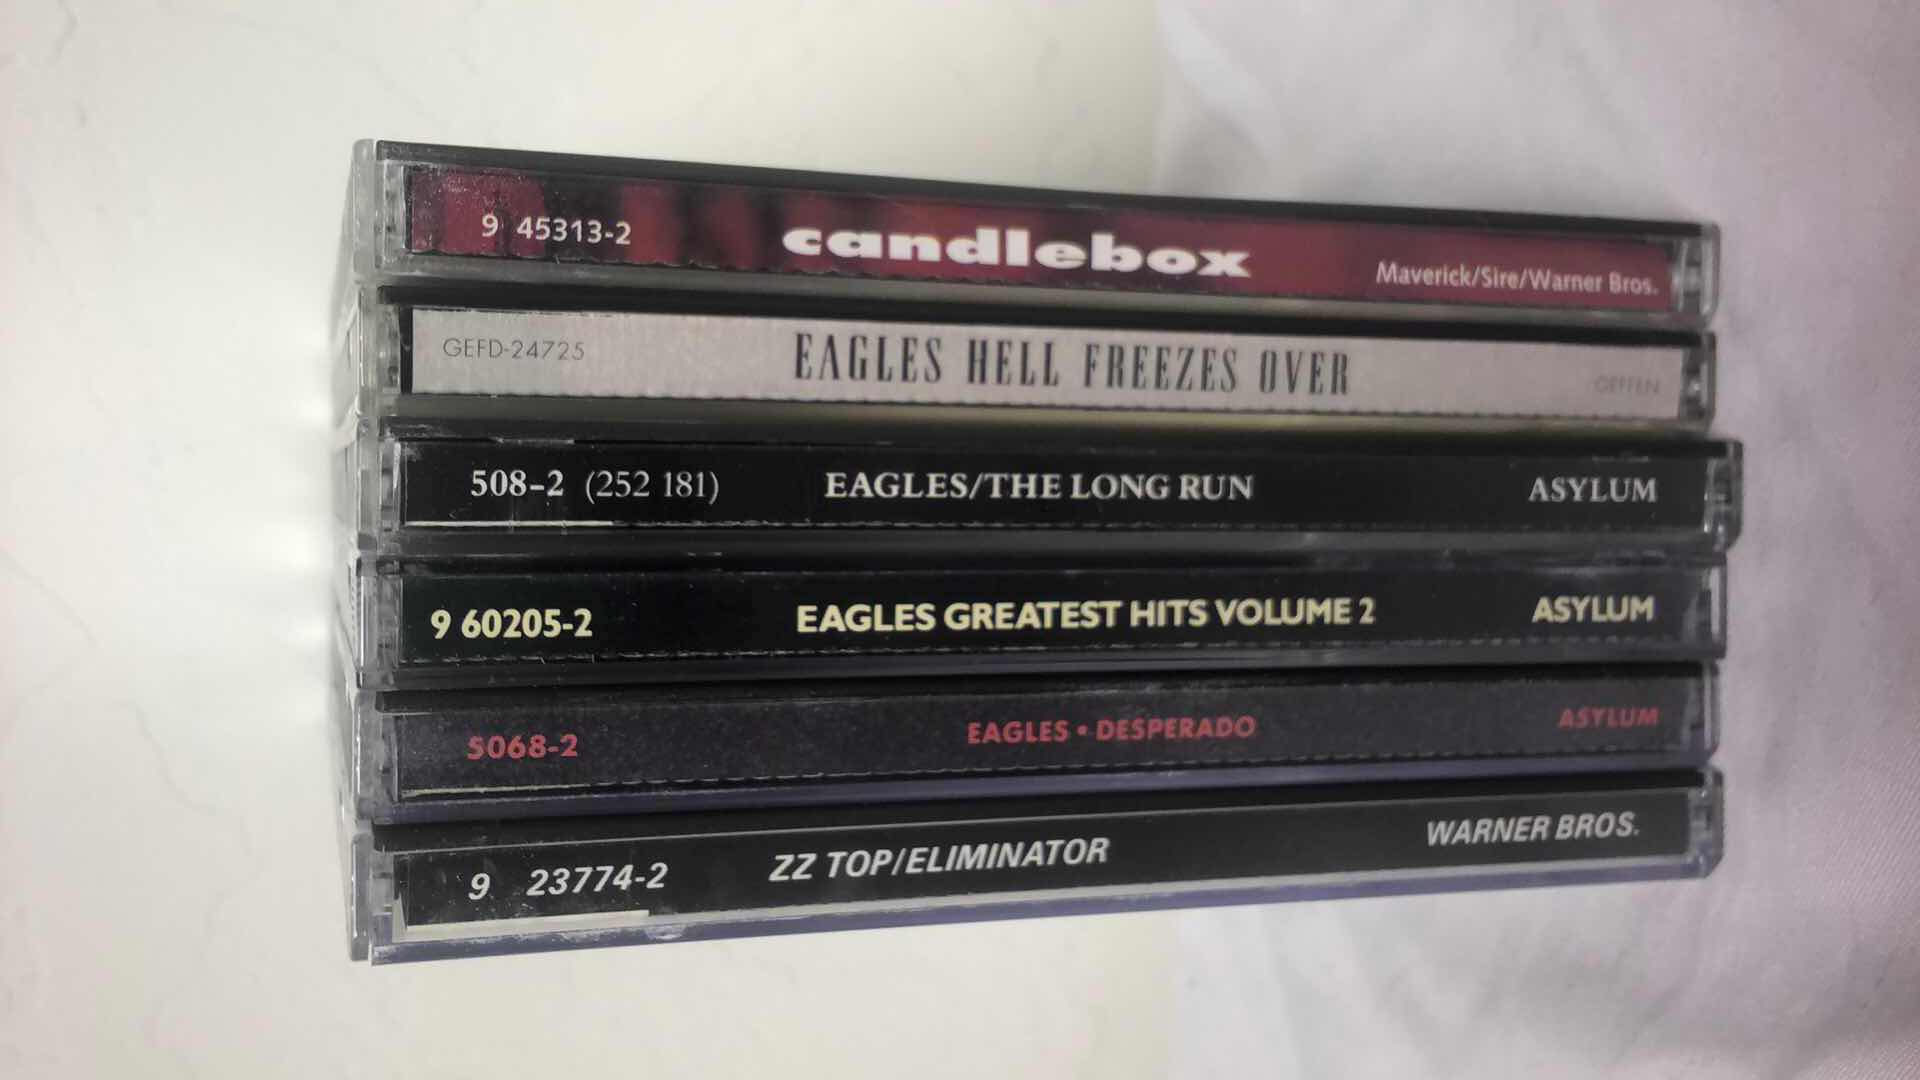 9 45313-2 candlebox Maverick/Sire/Warner Bros.
GEFD-24725 EAGLES HELL FREEZES OVER GEFFEN
508-2 (252 181) EAGLES/THE LONG RUN ASYLUM
9 60205-2 EAGLES GREATEST HITS VOLUME 2 ASYLUM
5068-2 EAGLES • DESPERADO ASYLUM
9 23774-2 ZZ TOP/ELIMINATOR WARNER BROS.